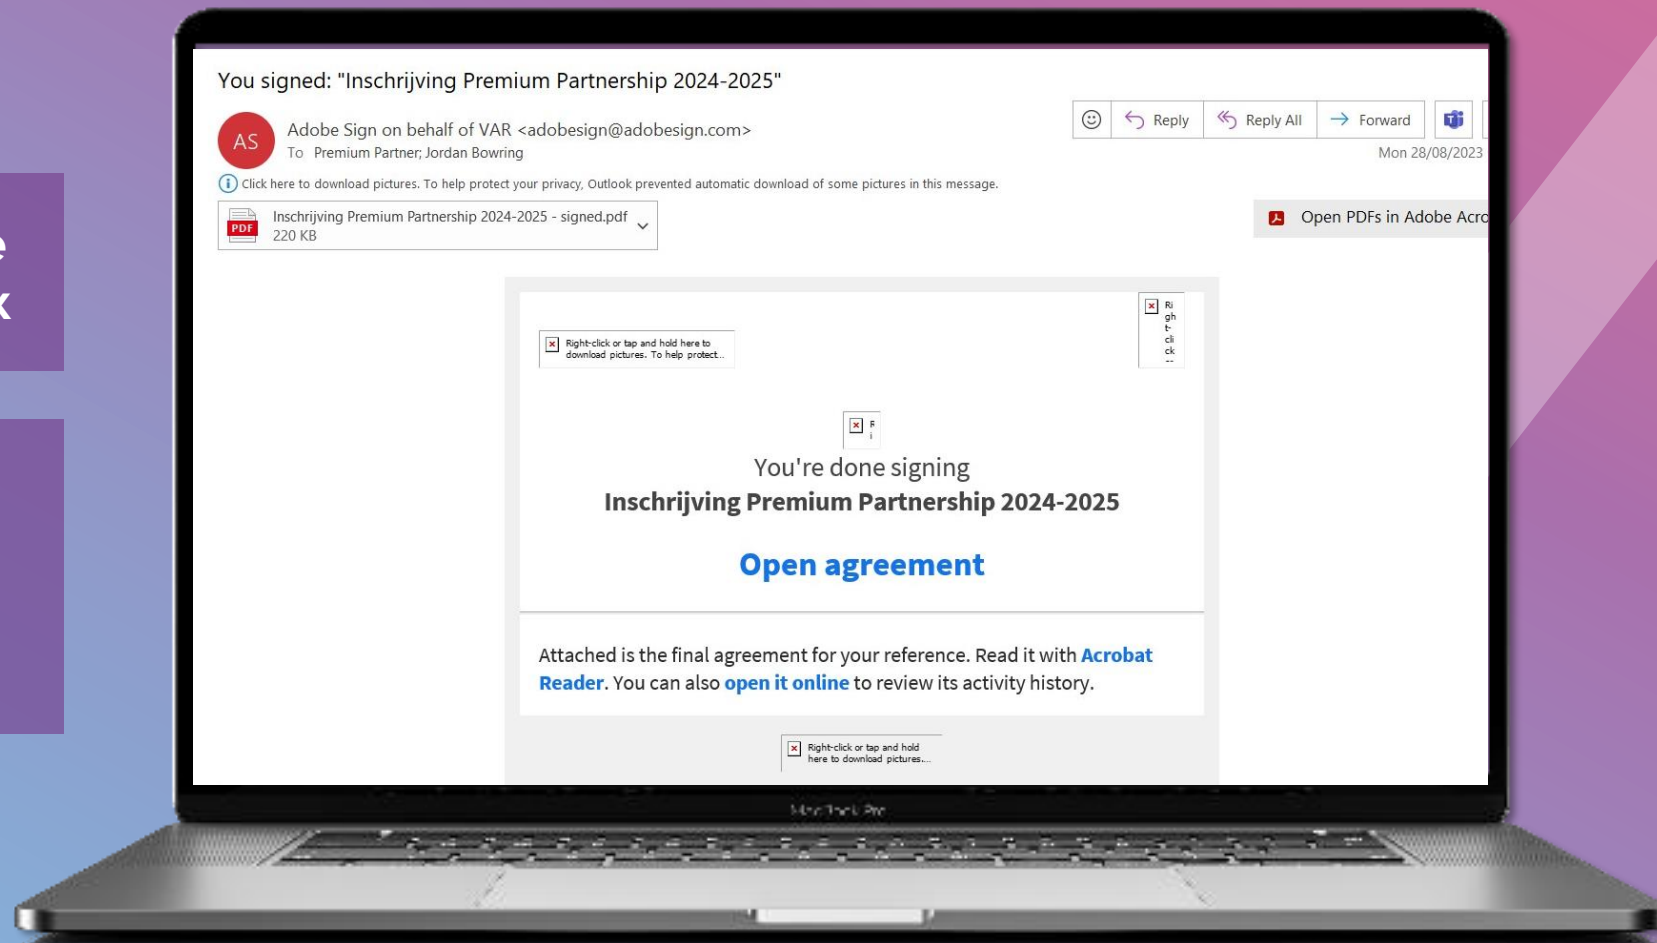 You signed: "Inschrijving Premium Partnership 2024-2025"
AS
Adobe Sign on behalf of VAR <adobesign@adobesign.com>
To Premium Partner; Jordan Bowring
Reply
Reply All
Forward
Mon 28/08/2023
Click here to download pictures. To help protect your privacy, Outlook prevented automatic download of some pictures in this message.
PDF
Inschrijving Premium Partnership 2024-2025 - signed.pdf
220 KB
Open PDFs in Adobe Acro
e
k
Right-click or tap and hold here to
download pictures. To help protect...
Ri
gh
t-
cli
ck
R
i
You're done signing
Inschrijving Premium Partnership 2024-2025
Open agreement
Attached is the final agreement for your reference. Read it with Acrobat
Reader. You can also open it online to review its activity history.
Right-click or tap and hold
here to download pictures....
MacBook Pro